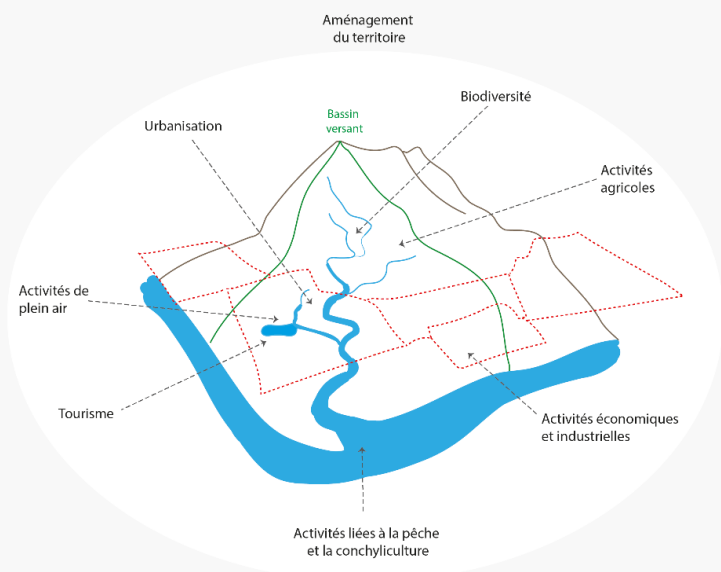 Aménagement
du territoire
Biodiversité
Bassin
versant
Urbanisation
Activités
agricoles
Activités de
plein air
Tourisme
Activités économiques
et industrielles
Activités liées à la pêche
et la conchyliculture